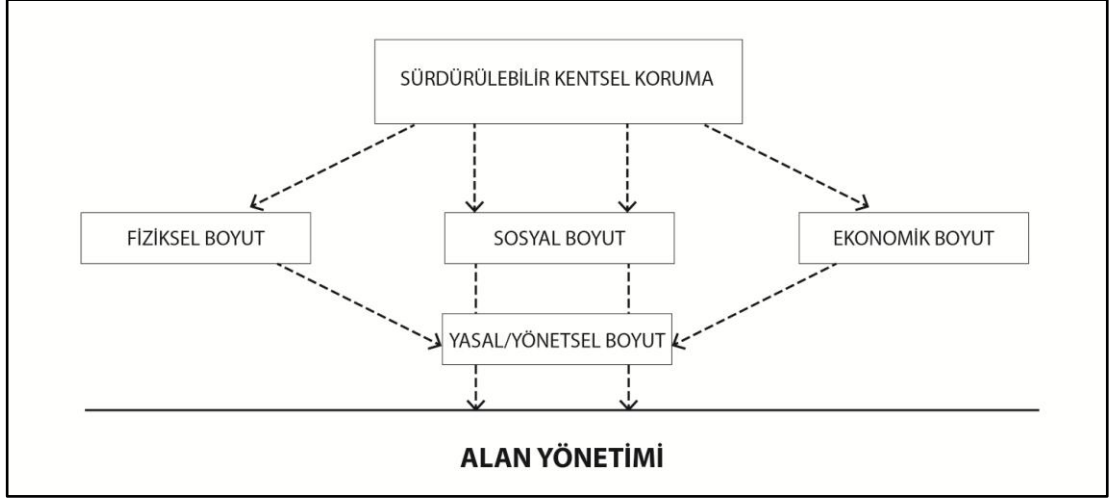 SÜRDÜRÜLEBİLİR KENTSEL KORUMA
FİZİKSEL BOYUT
SOSYAL BOYUT
EKONOMİK BOYUT
YASAL/YÖNETSEL BOYUT
ALAN YÖNETİMİ